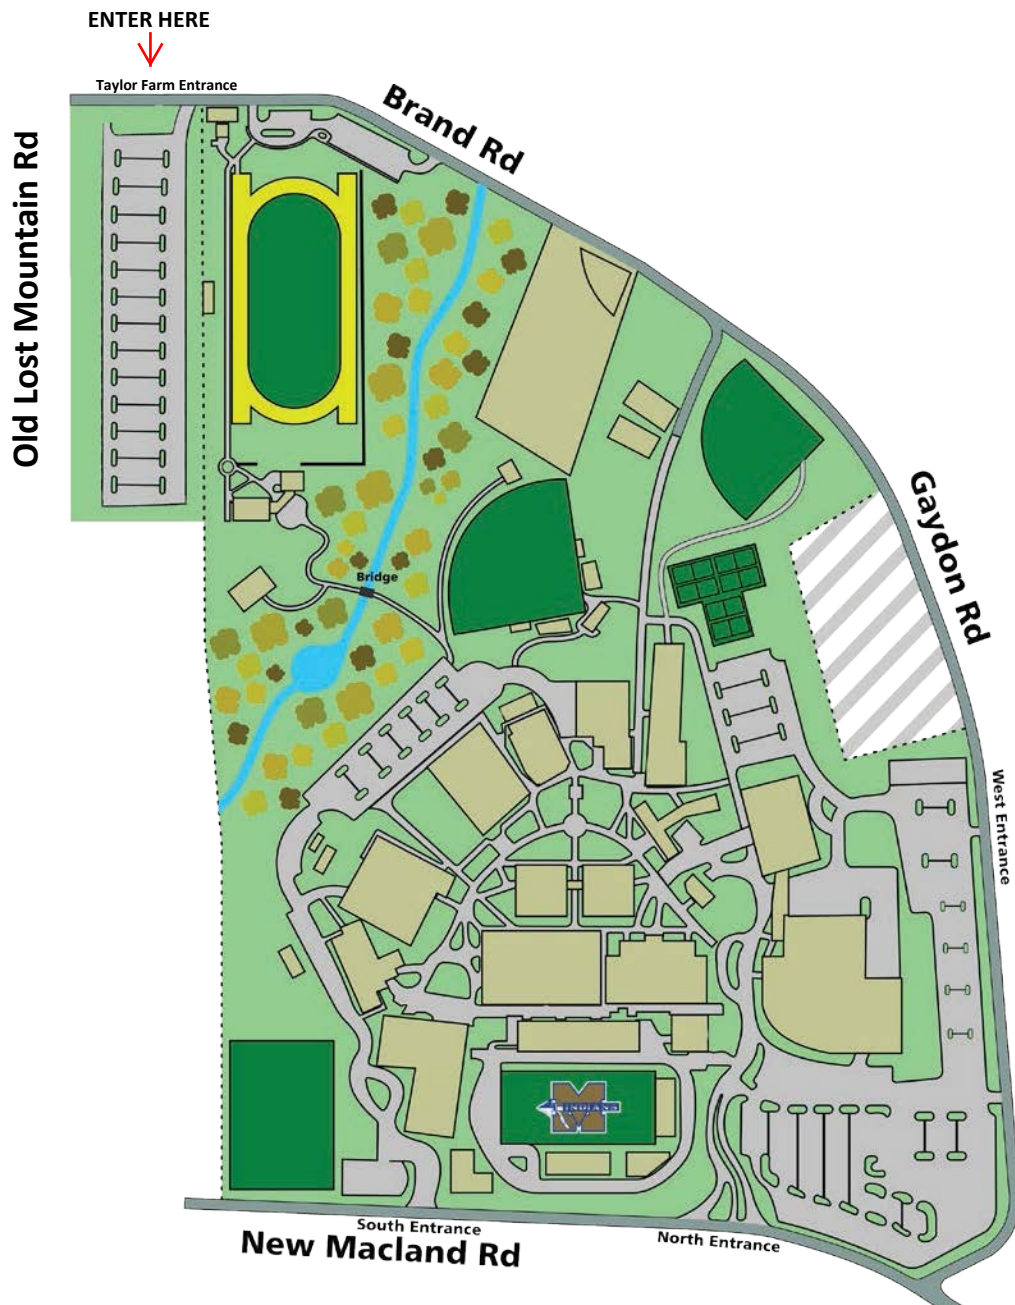 ENTER HERE
Taylor Farm Entrance
Brand Rd
Old Lost Mountain Rd
Gaydon Rd
Bridge
West Entrance
M
INDIANS
South Entrance
North Entrance
New Macland Rd